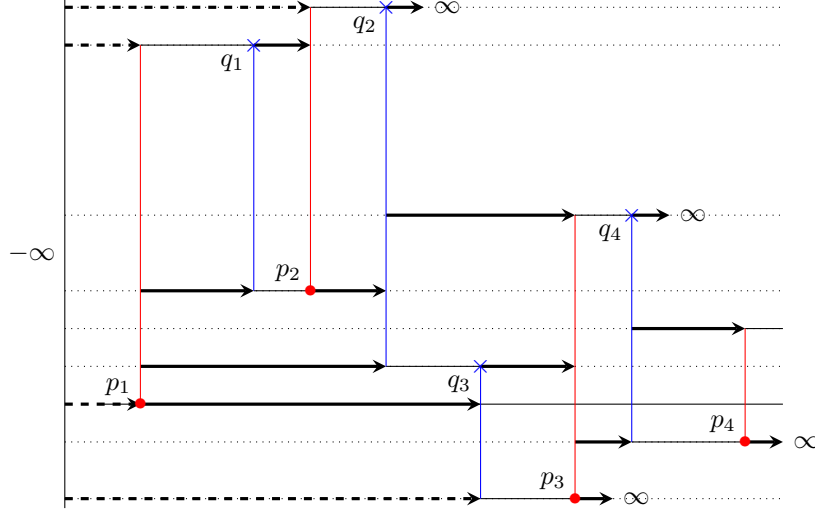 q₂ ∞
q₁
q₄ ∞
−∞
p₂
p₁
q₃
p₄
∞
p₃ ∞